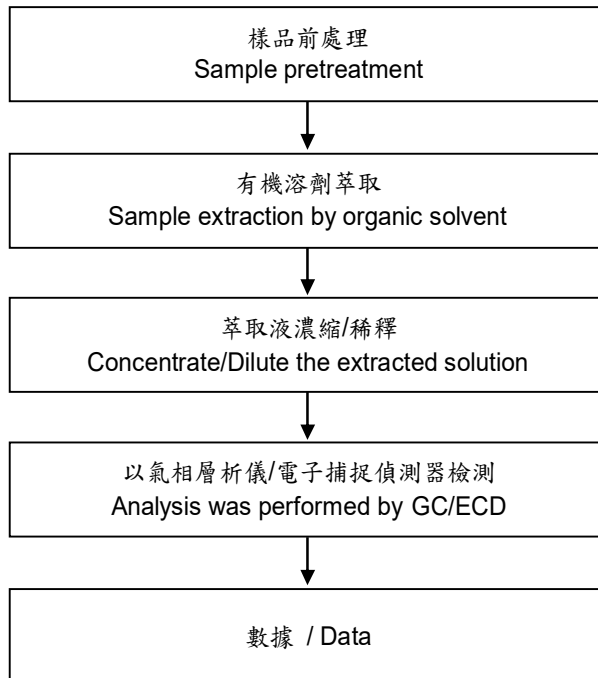 樣品前處理
Sample pretreatment
有機溶劑萃取
Sample extraction by organic solvent
萃取液濃縮/稀釋
Concentrate/Dilute the extracted solution
以氣相層析儀/電子捕捉偵測器檢測
Analysis was performed by GC/ECD
數據 / Data